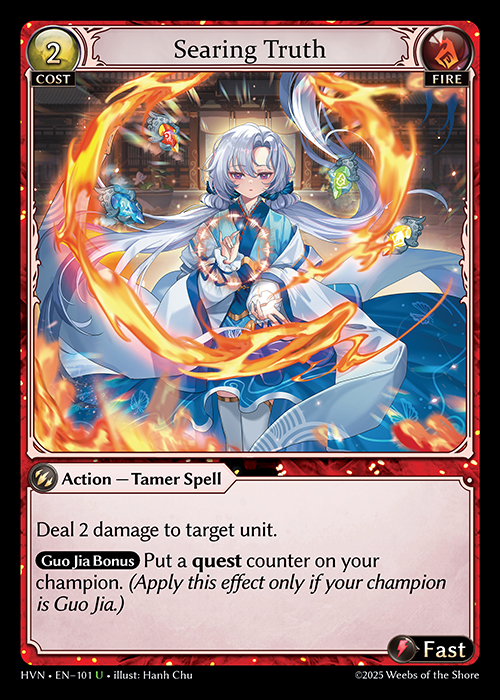 2
Searing Truth
COST
FIRE
Action — Tamer Spell
Deal 2 damage to target unit.
Guo Jia Bonus Put a quest counter on your
champion. (Apply this effect only if your champion
is Guo Jia.)
Fast
HVN • EN-101 U • illust: Hanh Chu
©2025 Weebs of the Shore